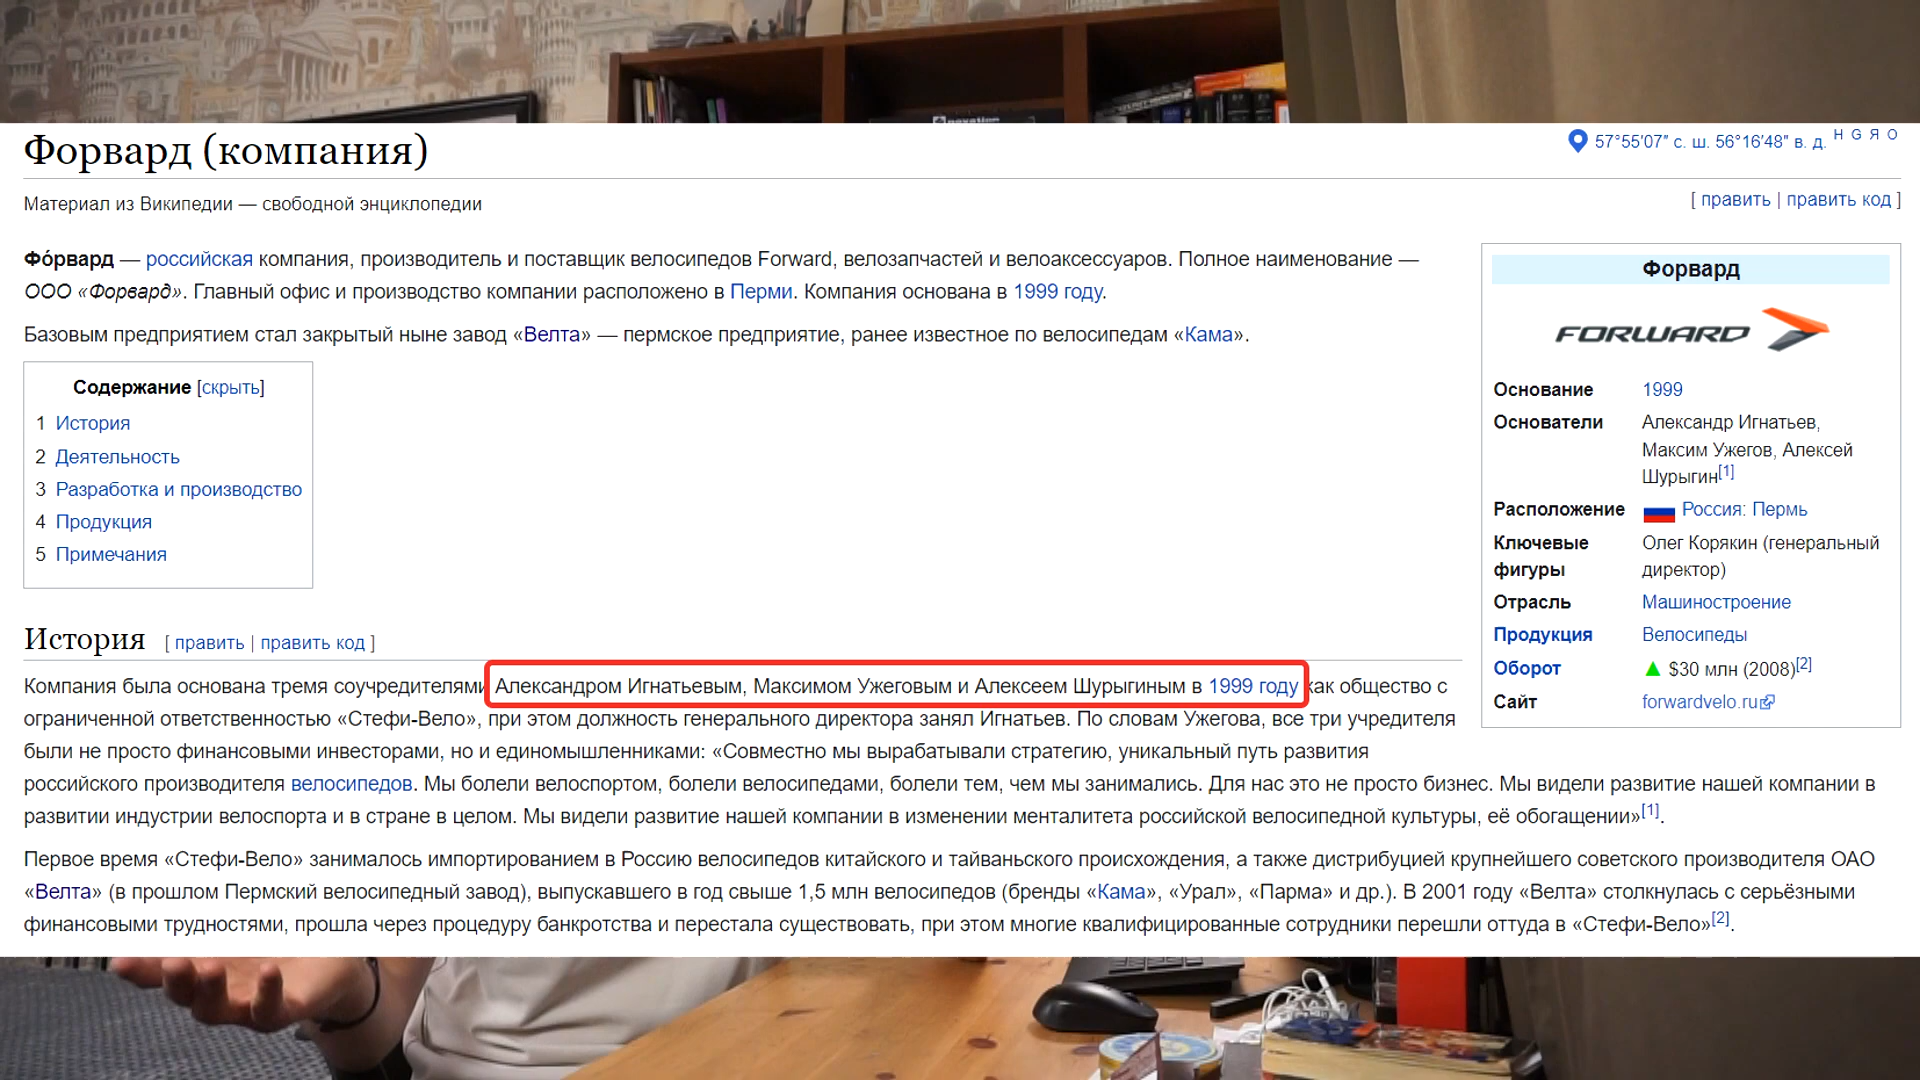 Форвард (компания)
57°55′07″ с. ш. 56°16′48″ в. д. H G Я O
Материал из Википедии — свободной энциклопедии
[ править | править код ]
Фо́рвард — российская компания, производитель и поставщик велосипедов Forward, велозапчастей и велоаксессуаров. Полное наименование —
ООО «Форвард». Главный офис и производство компании расположено в Перми. Компания основана в 1999 году.
Базовым предприятием стал закрытый ныне завод «Велта» — пермское предприятие, ранее известное по велосипедам «Кама».
Содержание [скрыть]
1 История
2 Деятельность
3 Разработка и производство
4 Продукция
5 Примечания
Форвард
FORWARD
Основание 1999
Основатели Александр Игнатьев,
Максим Ужегов, Алексей
Шурыгин[1]
Расположение Россия: Пермь
Ключевые Олег Корякин (генеральный
фигуры директор)
Отрасль Машиностроение
Продукция Велосипеды
Оборот ▲ $30 млн (2008)[2]
Сайт forwardvelo.ru
История [ править | править код ]
Компания была основана тремя соучредителями Александром Игнатьевым, Максимом Ужеговым и Алексеем Шурыгиным в 1999 году как общество с
ограниченной ответственностью «Стефи-Вело», при этом должность генерального директора занял Игнатьев. По словам Ужегова, все три учредителя
были не просто финансовыми инвесторами, но и единомышленниками: «Совместно мы вырабатывали стратегию, уникальный путь развития
российского производителя велосипедов. Мы болели велоспортом, болели велосипедами, болели тем, чем мы занимались. Для нас это не просто бизнес. Мы видели развитие нашей компании в
развитии индустрии велоспорта и в стране в целом. Мы видели развитие нашей компании в изменении менталитета российской велосипедной культуры, её обогащении»[1].
Первое время «Стефи-Вело» занималось импортированием в Россию велосипедов китайского и тайваньского происхождения, а также дистрибуцией крупнейшего советского производителя ОАО
«Велта» (в прошлом Пермский велосипедный завод), выпускавшего в год свыше 1,5 млн велосипедов (бренды «Кама», «Урал», «Парма» и др.). В 2001 году «Велта» столкнулась с серьёзными
финансовыми трудностями, прошла через процедуру банкротства и перестала существовать, при этом многие квалифицированные сотрудники перешли оттуда в «Стефи-Вело»[2].